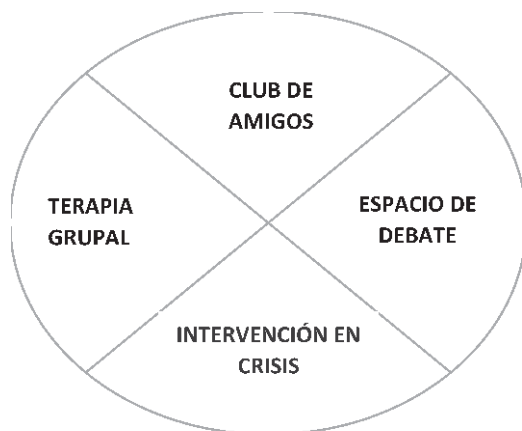 CLUB DE
AMIGOS
TERAPIA
GRUPAL
ESPACIO DE
DEBATE
INTERVENCIÓN EN
CRISIS